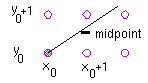 y₀+1
midpoint
y₀
x₀ x₀+1